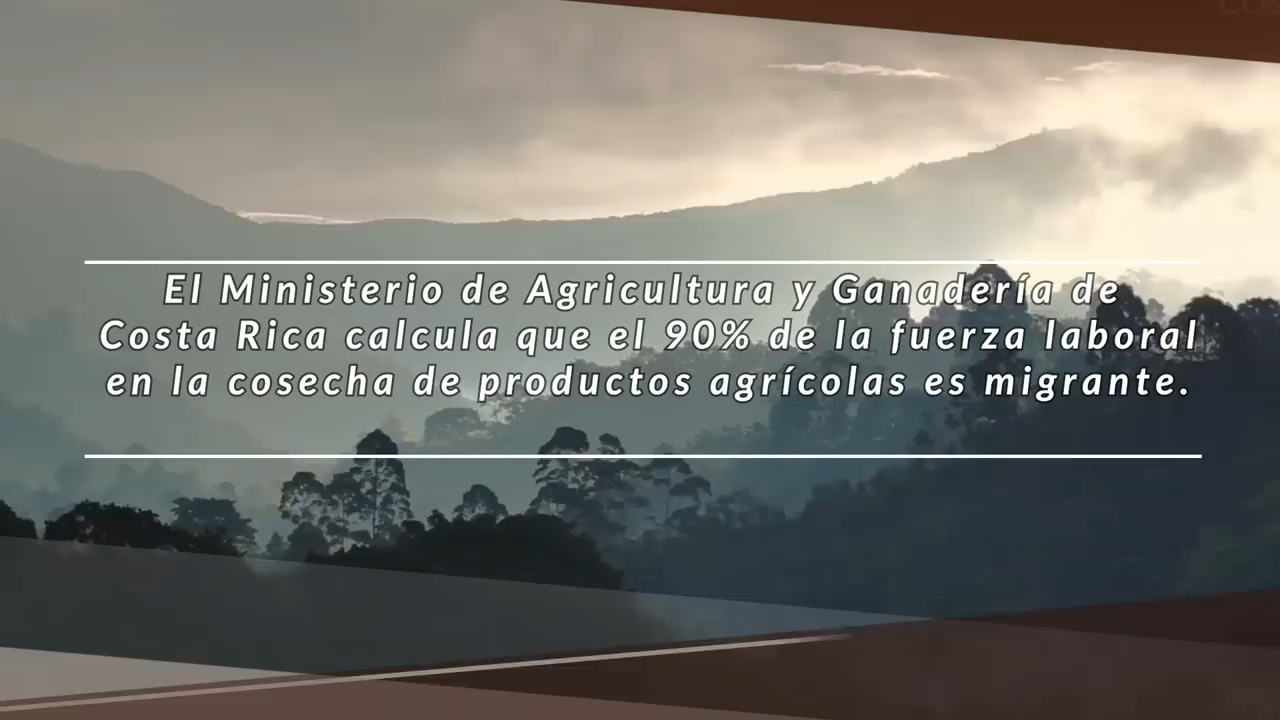 El Ministerio de Agricultura y Ganadería de
Costa Rica calcula que el 90% de la fuerza laboral
en la cosecha de productos agrícolas es migrante.